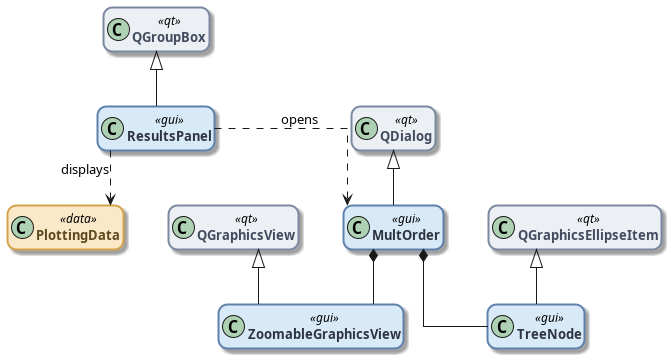 C
«qt»
QGroupBox
C
«gui»
ResultsPanel
opens
C
«qt»
QDialog
displays
C
«data»
PlottingData
C
«qt»
QGraphicsView
C
«gui»
MultOrder
C
«qt»
QGraphicsEllipseItem
C
«gui»
ZoomableGraphicsView
C
«gui»
TreeNode